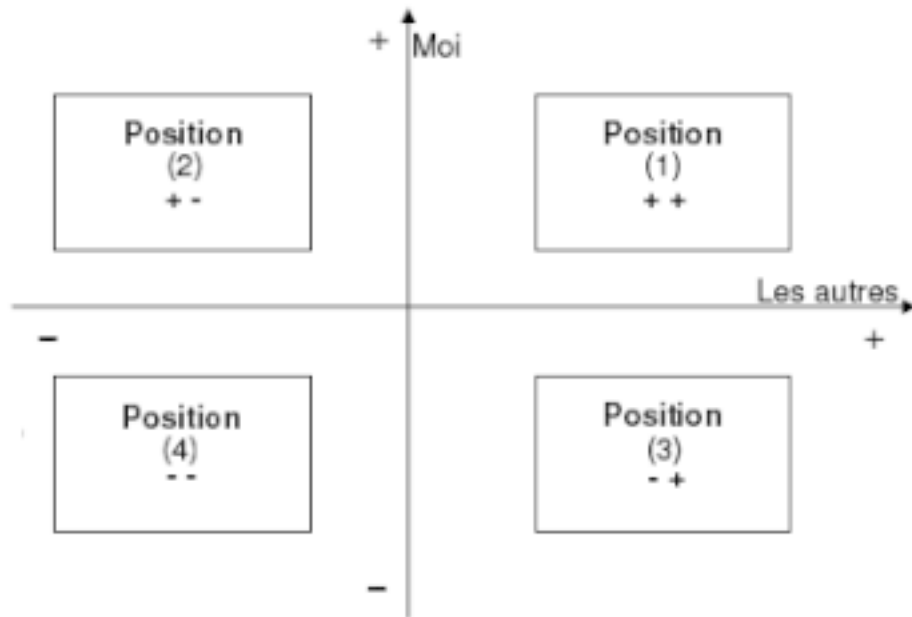 + Moi
Position
(2)
+ -
Position
(1)
+ +
Les autres
- +
Position
(4)
- -
Position
(3)
- +
-